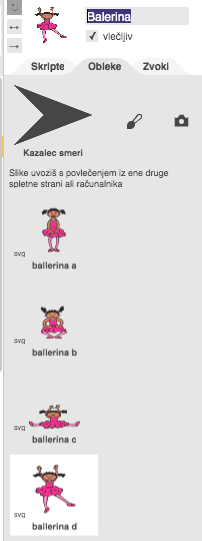 Balerina
vlečljiv
Skripte Obleke Zvoki
Kazalec smeri
Slike uvoziš s povlečenjem iz ene druge
spletne strani ali računalnika
svg
ballerina a
svg
ballerina b
svg
ballerina c
svg
ballerina d